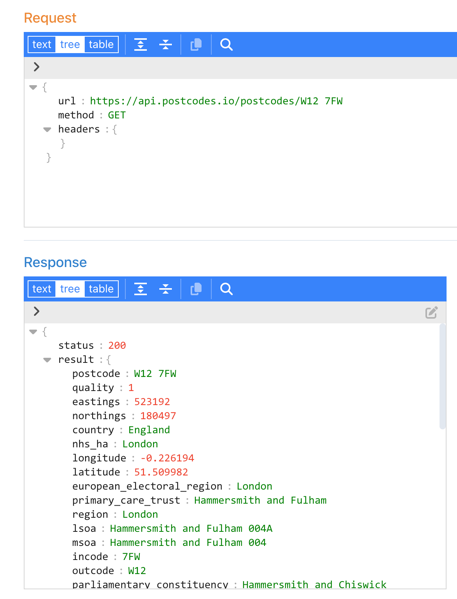 Request
text tree table
{
url : https://api.postcodes.io/postcodes/W12 7FW
method : GET
headers : {
}
}
Response
text tree table
{
status : 200
result : {
postcode : W12 7FW
quality : 1
eastings : 523192
northings : 180497
country : England
nhs_ha : London
longitude : -0.226194
latitude : 51.509982
european_electoral_region : London
primary_care_trust : Hammersmith and Fulham
region : London
lsoa : Hammersmith and Fulham 004A
msoa : Hammersmith and Fulham 004
incode : 7FW
outcode : W12
parliamentary_constituency : Hammersmith and Chiswick